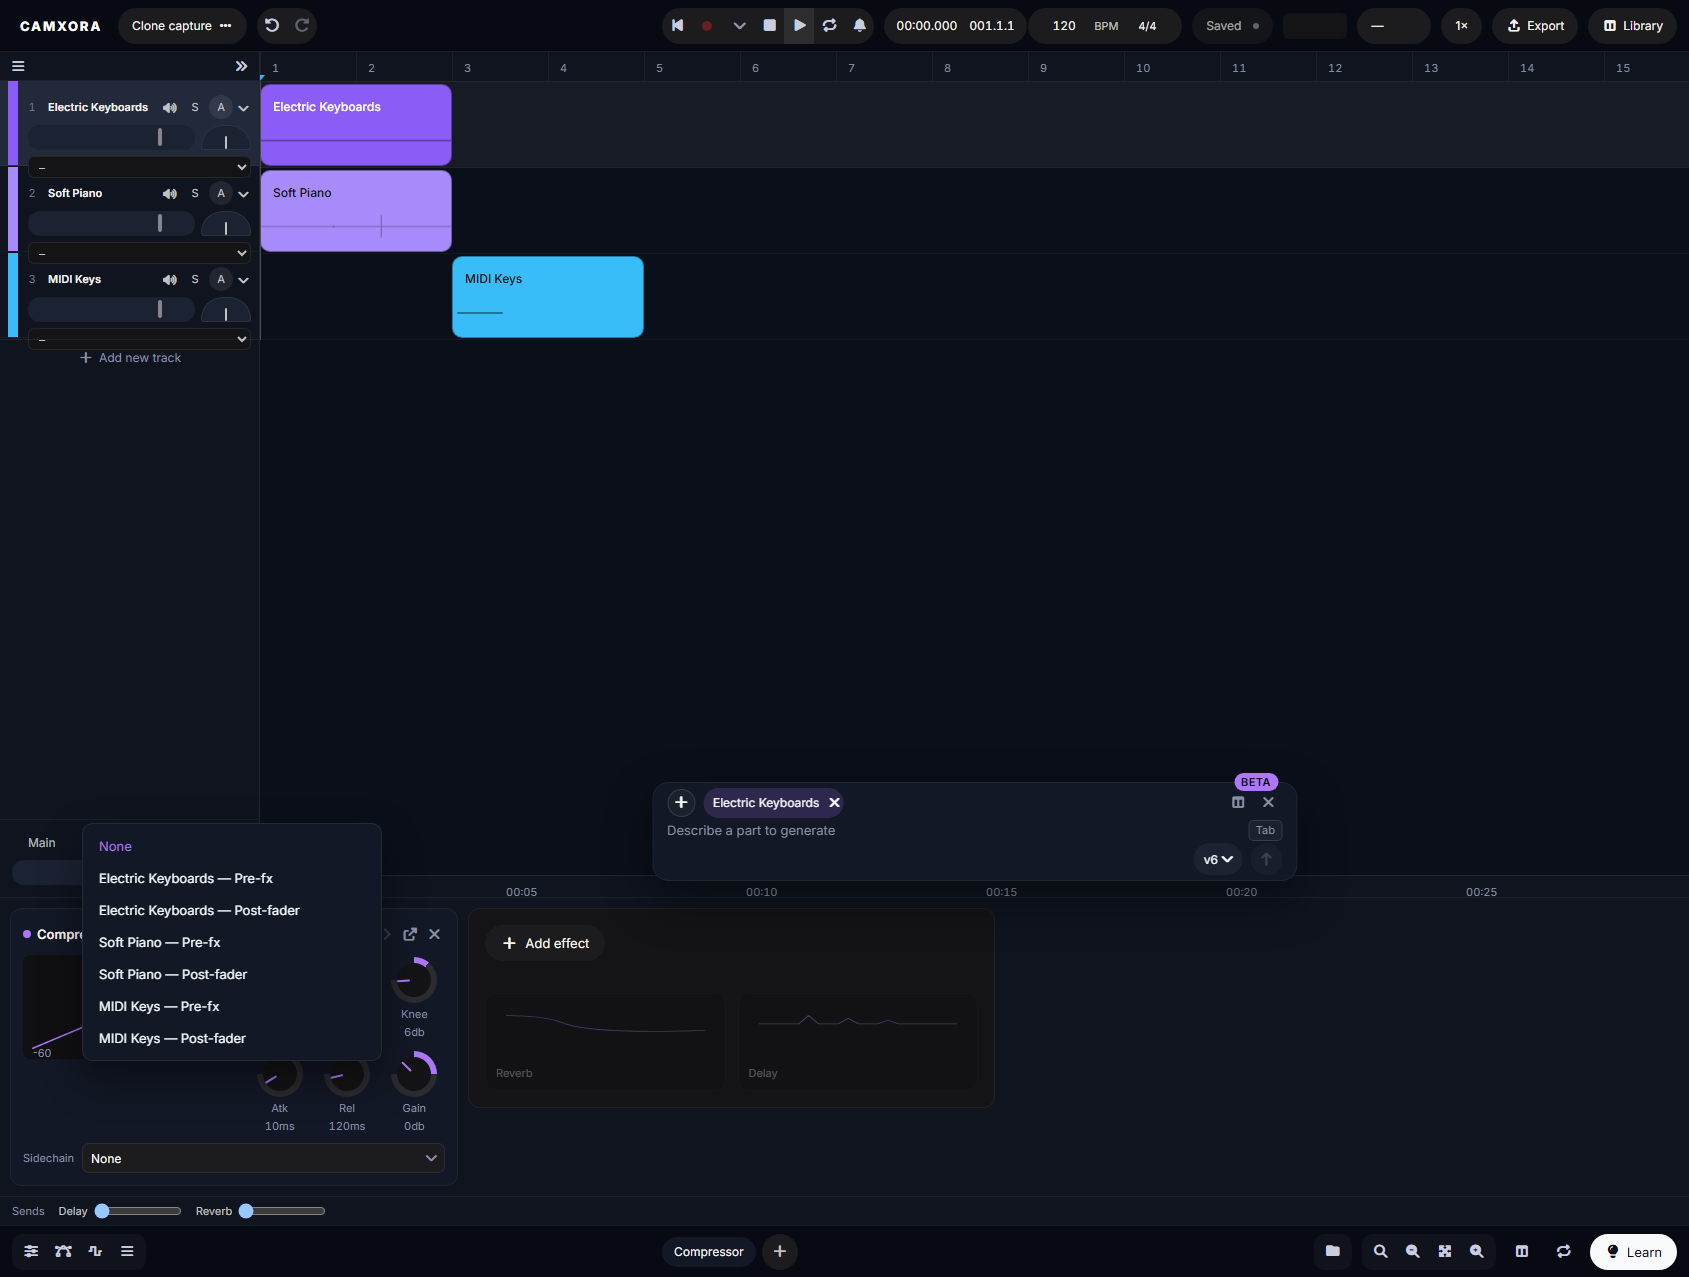 CAMXORA
Clone capture
00:00.000 001.1.1
120 BPM 4/4
Saved
—
1×
Export
Library
1 2 3 4 5 6 7 8 9 10 11 12 13 14 15
1 Electric Keyboards S A
–
2 Soft Piano S A
–
3 MIDI Keys S A
–
Add new track
Electric Keyboards
Soft Piano
MIDI Keys
BETA
Electric Keyboards
Describe a part to generate
Tab
v6
Main
00:05 00:10 00:15 00:20 00:25
None
Electric Keyboards — Pre-fx
Electric Keyboards — Post-fader
Soft Piano — Pre-fx
Soft Piano — Post-fader
MIDI Keys — Pre-fx
MIDI Keys — Post-fader
Compre
-60
Knee
6db
Atk
10ms
Rel
120ms
Gain
0db
Sidechain None
Add effect
Reverb
Delay
Sends Delay Reverb
Compressor
Learn